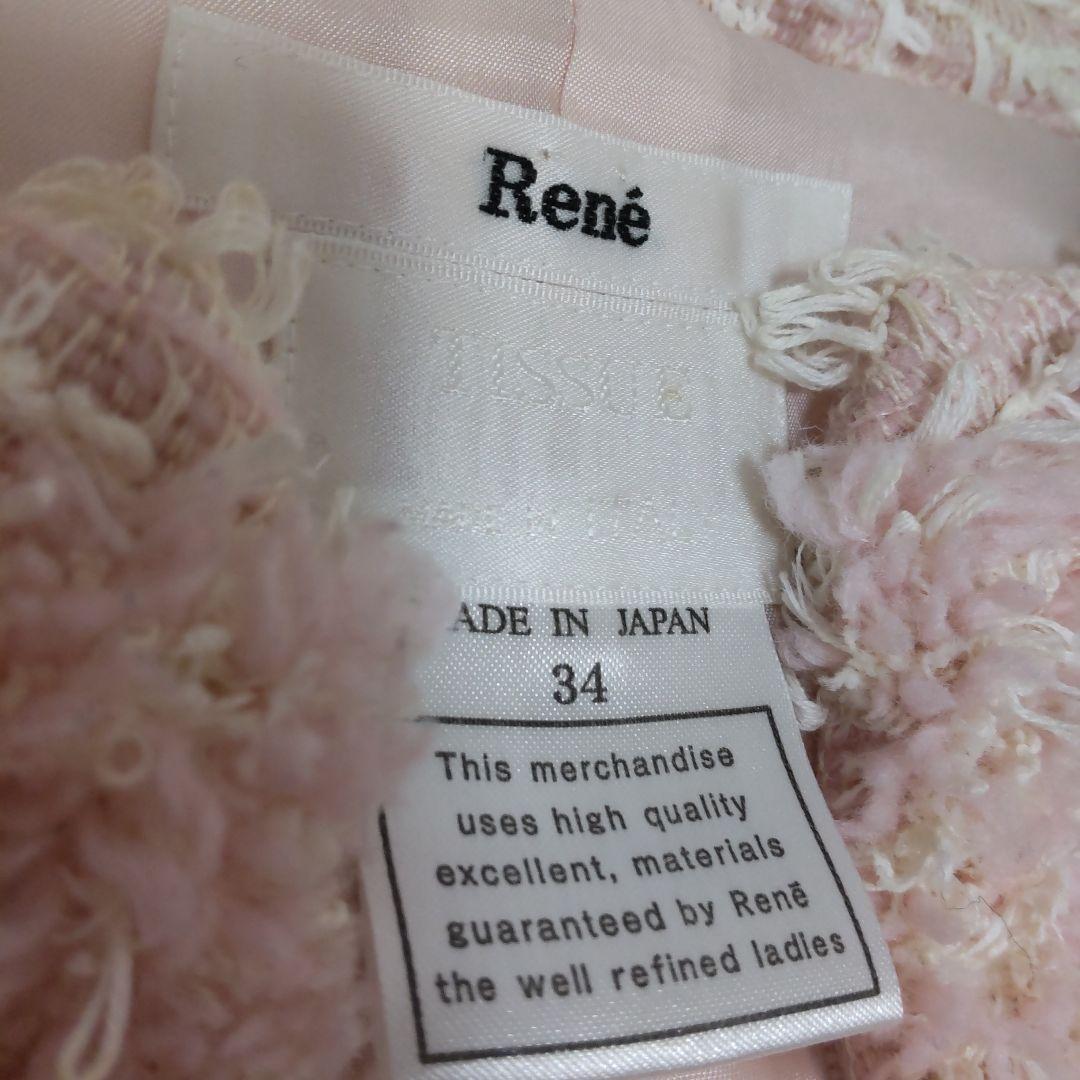 René
TISSUE
ADE IN JAPAN
34
This merchandise
uses high quality
excellent, materials
guaranteed by René
the well refined ladies